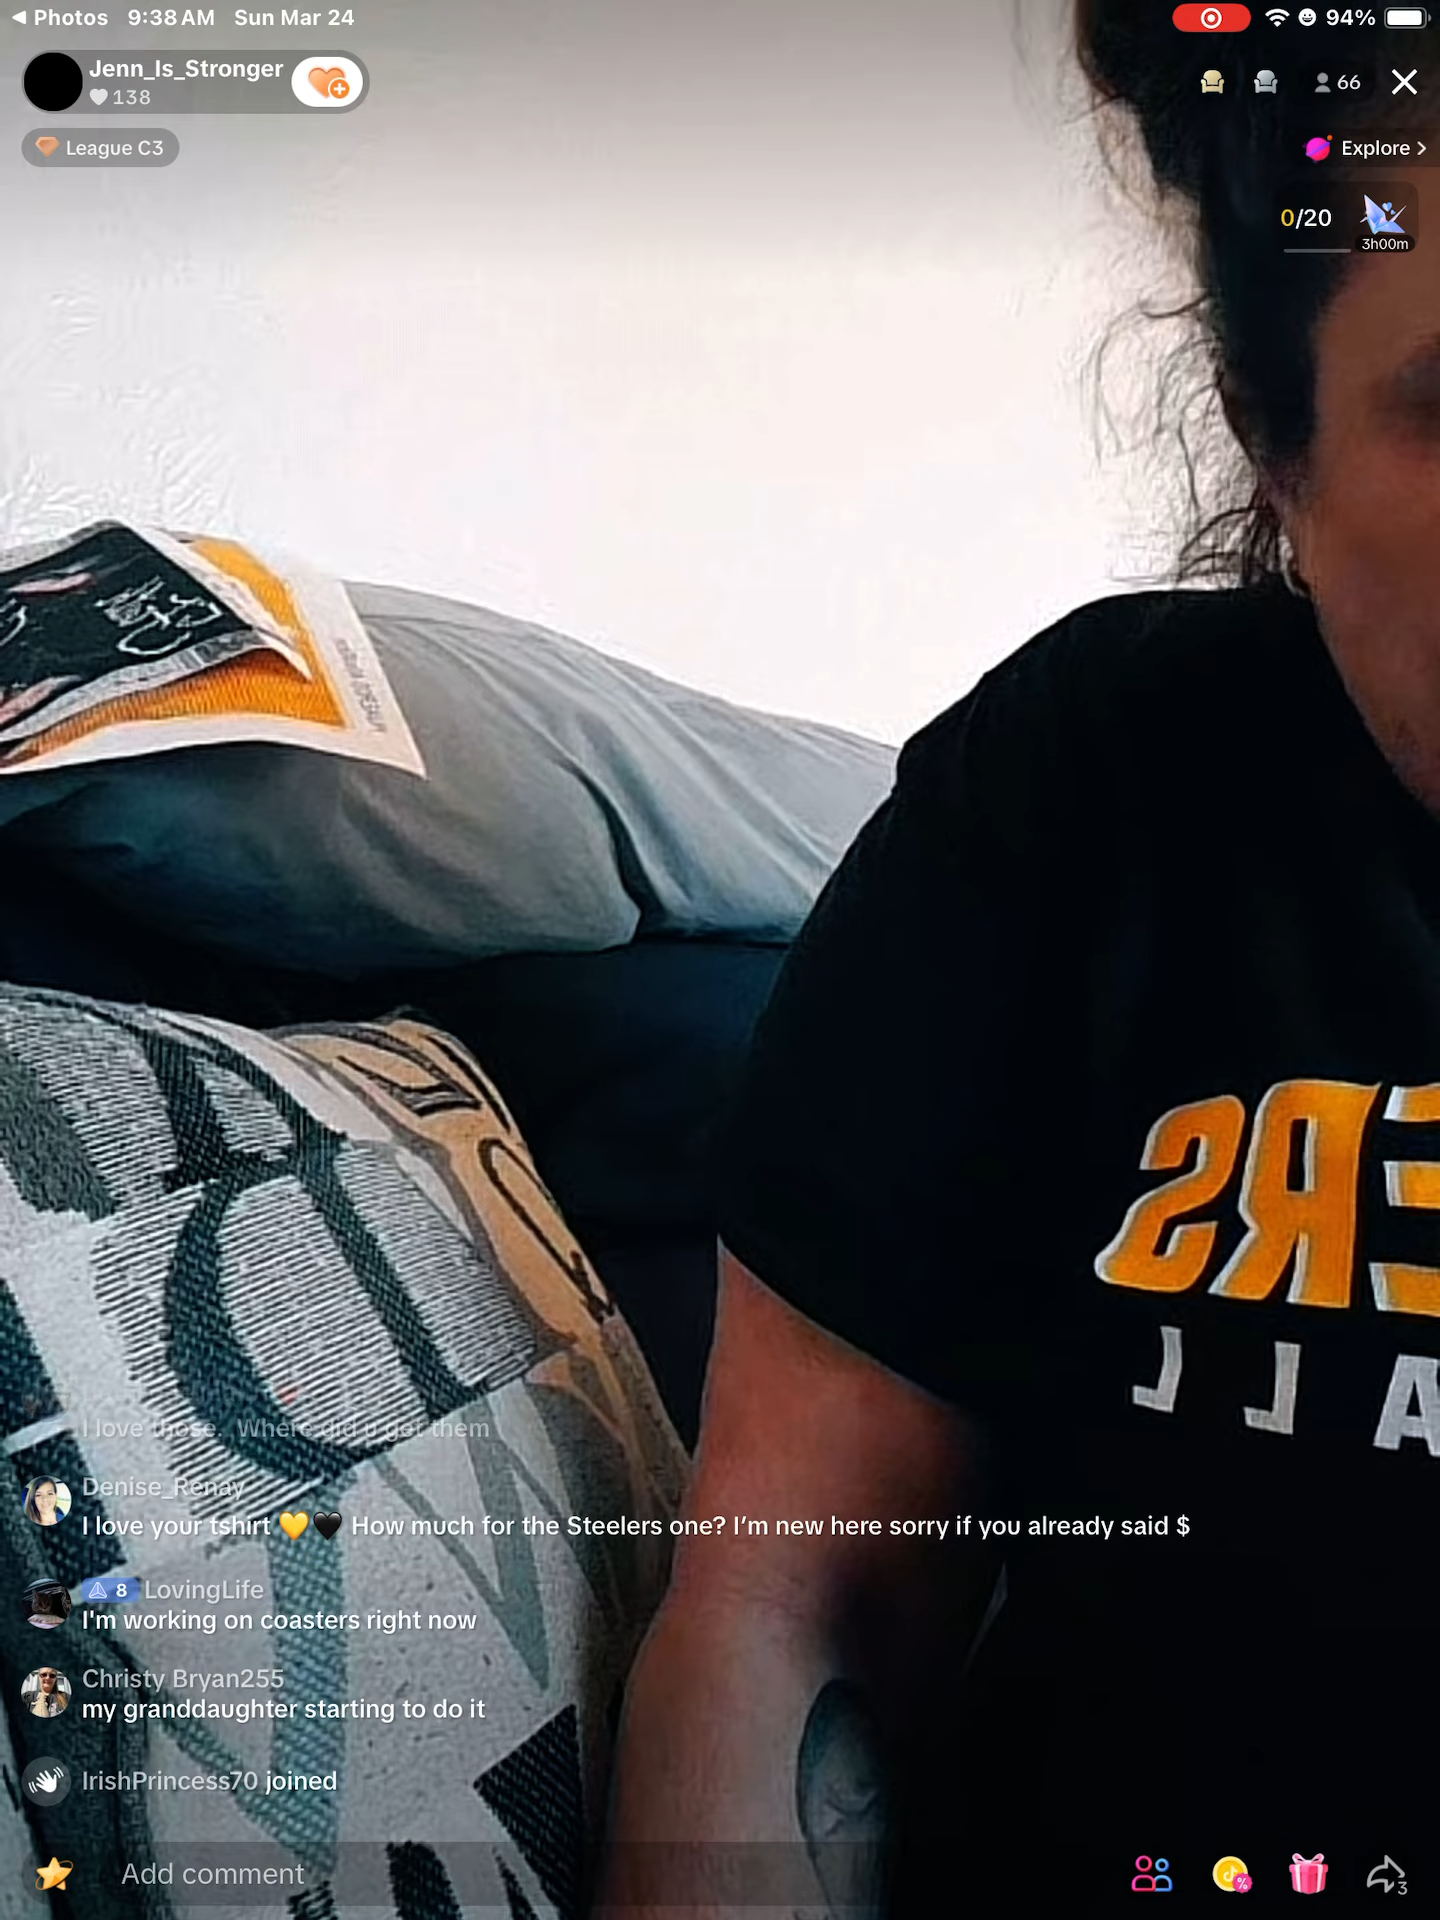 Photos 9:38 AM Sun Mar 24
94%
Jenn_Is_Stronger
138
66
League C3
Explore
0/20
3h00m
ERS
ALL
I love those. Where did u get them
Denise_Renay
I love your tshirt 💛🖤 How much for the Steelers one? I'm new here sorry if you already said $
8 LovingLife
I'm working on coasters right now
Christy Bryan255
my granddaughter starting to do it
IrishPrincess70 joined
Add comment
3